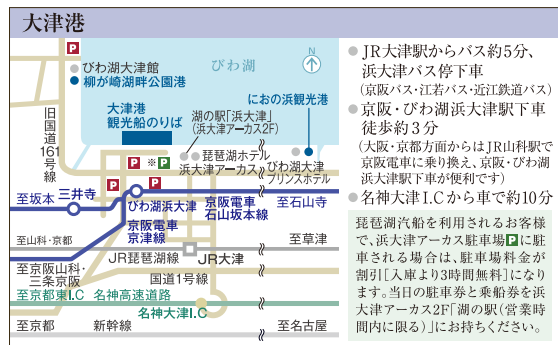 大津港
P
びわ湖大津館
柳が崎湖畔公園港
びわ湖
N
旧国道161号線
大津港
観光船のりば
湖の駅「浜大津」
(浜大津アーカス2F)
におの浜観光港
P ※P
琵琶湖ホテル
浜大津アーカス
びわ湖大津
プリンスホテル
P
P
至坂本
三井寺
びわ湖浜大津
京阪電車
石山坂本線
至石山寺
京阪電車
京津線
至山科・京都
至草津
JR琵琶湖線
JR大津
至京阪山科・
三条京阪
国道1号線
至京都東I.C
名神高速道路
名神大津I.C
至京都
新幹線
至名古屋
JR大津駅からバス約5分、
浜大津バス停下車
(京阪バス・江若バス・近江鉄道バス)
京阪・びわ湖浜大津駅下車
徒歩約3分
(大阪・京都方面からはJR山科駅で
京阪電車に乗り換え、京阪・びわ湖
浜大津駅下車が便利です)
名神大津I.Cから車で約10分
琵琶湖汽船を利用されるお客様
で、浜大津アーカス駐車場Pに駐
車される場合は、駐車場料金が
割引[入庫より3時間無料]になり
ます。当日の駐車券と乗船券を浜
大津アーカス2F「湖の駅(営業時
間内に限る)」にお持ちください。